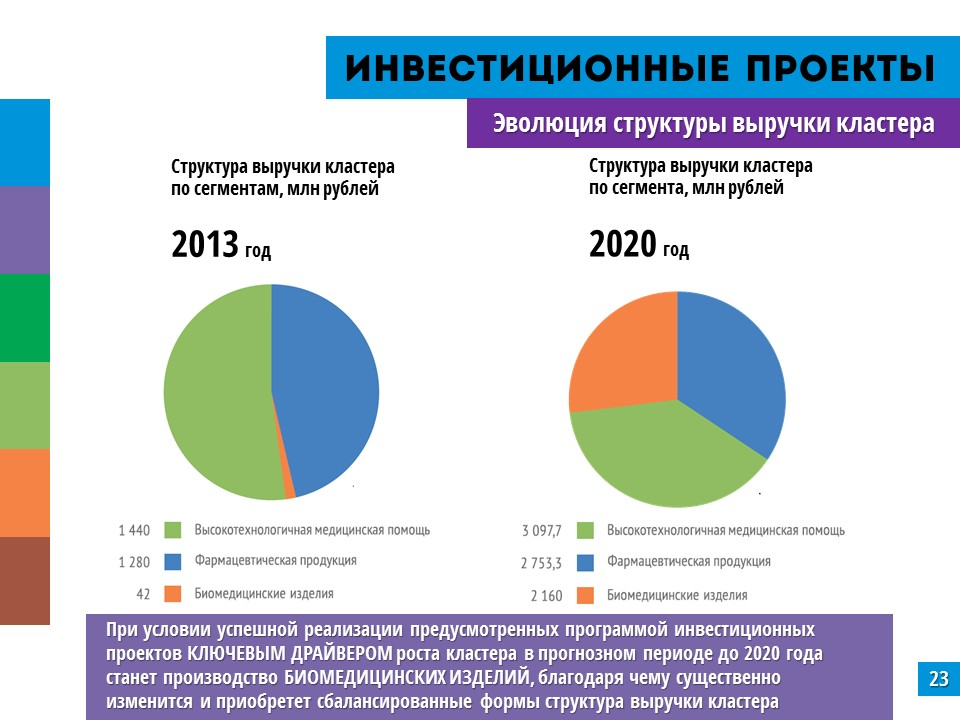 ИНВЕСТИЦИОННЫЕ ПРОЕКТЫ
Эволюция структуры выручки кластера
Структура выручки кластера
по сегментам, млн рублей
2013 год
1 440 Высокотехнологичная медицинская помощь
1 280 Фармацевтическая продукция
42 Биомедицинские изделия
Структура выручки кластера
по сегмента, млн рублей
2020 год
3 097,7 Высокотехнологичная медицинская помощь
2 753,3 Фармацевтическая продукция
2 160 Биомедицинские изделия
При условии успешной реализации предусмотренных программой инвестиционных
проектов КЛЮЧЕВЫМ ДРАЙВЕРОМ роста кластера в прогнозном периоде до 2020 года
станет производство БИОМЕДИЦИНСКИХ ИЗДЕЛИЙ, благодаря чему существенно
изменится и приобретет сбалансированные формы структура выручки кластера
23